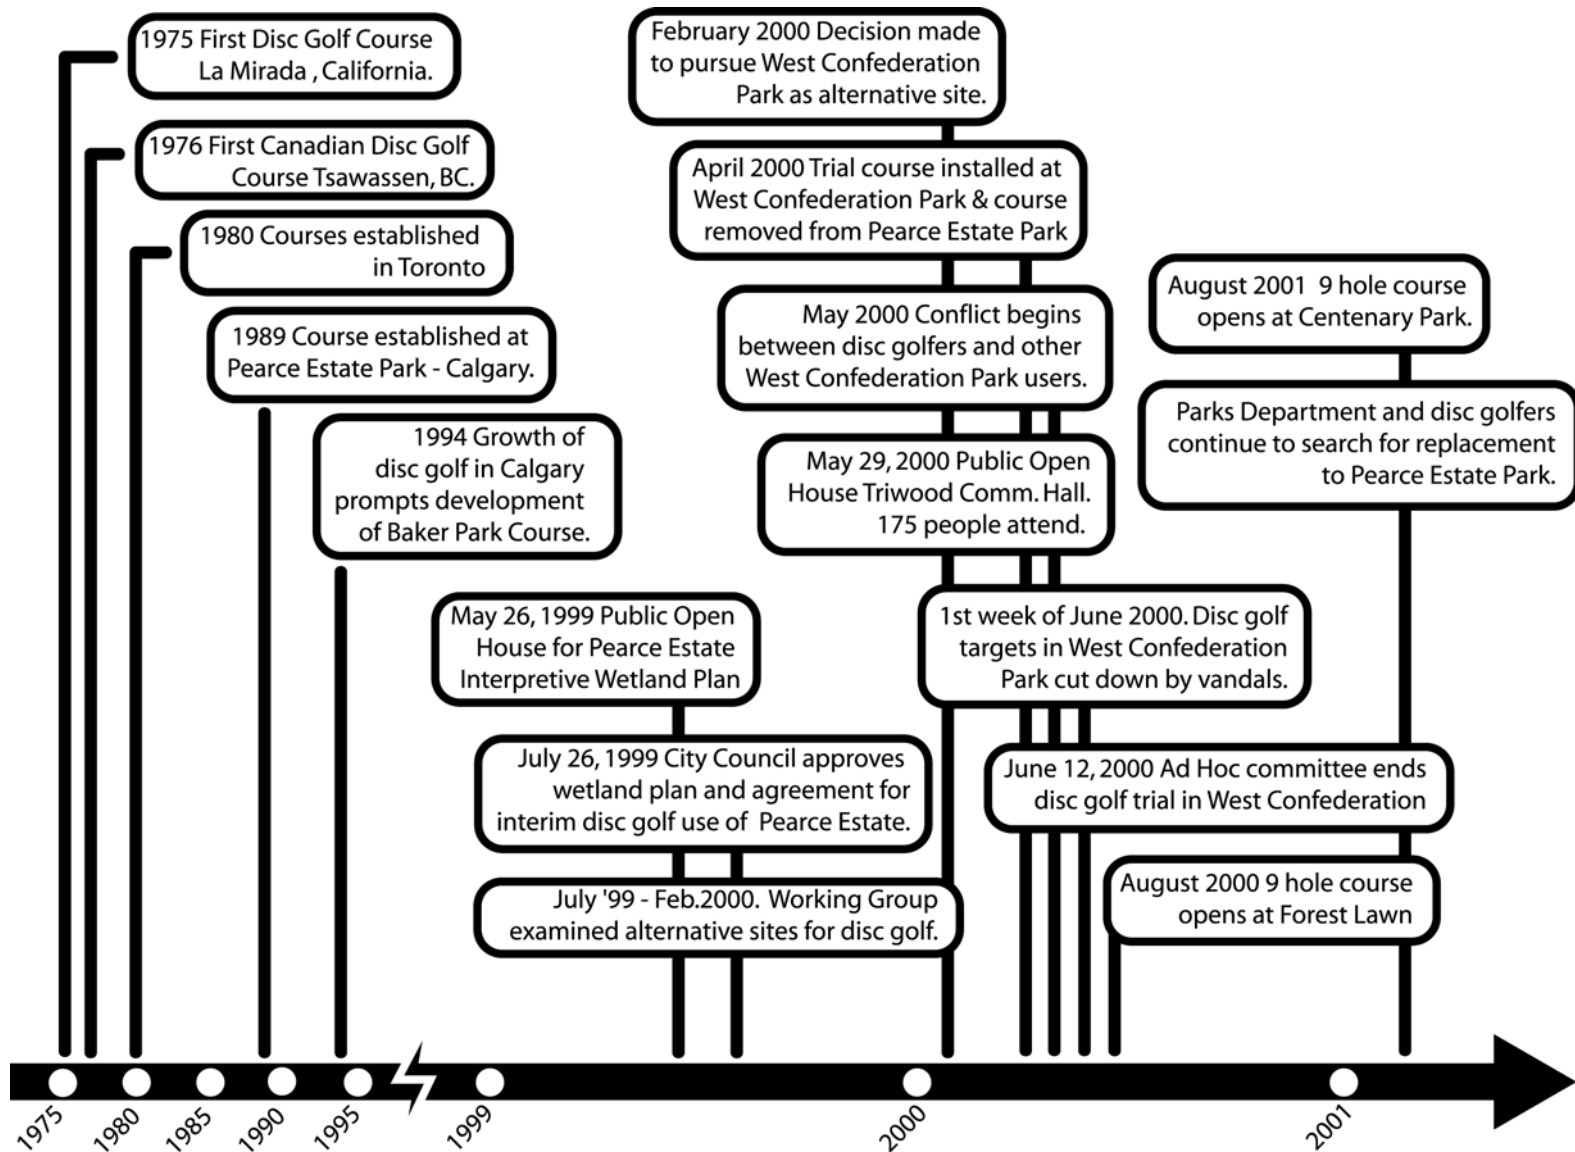 1975 First Disc Golf Course
La Mirada , California.
1976 First Canadian Disc Golf
Course Tsawassen, BC.
1980 Courses established
in Toronto
1989 Course established at
Pearce Estate Park - Calgary.
1994 Growth of
disc golf in Calgary
prompts development
of Baker Park Course.
May 26, 1999 Public Open
House for Pearce Estate
Interpretive Wetland Plan
July 26, 1999 City Council approves
wetland plan and agreement for
interim disc golf use of Pearce Estate.
July '99 - Feb.2000. Working Group
examined alternative sites for disc golf.
February 2000 Decision made
to pursue West Confederation
Park as alternative site.
April 2000 Trial course installed at
West Confederation Park & course
removed from Pearce Estate Park
May 2000 Conflict begins
between disc golfers and other
West Confederation Park users.
May 29, 2000 Public Open
House Triwood Comm. Hall.
175 people attend.
1st week of June 2000. Disc golf
targets in West Confederation
Park cut down by vandals.
June 12, 2000 Ad Hoc committee ends
disc golf trial in West Confederation
August 2000 9 hole course
opens at Forest Lawn
August 2001 9 hole course
opens at Centenary Park.
Parks Department and disc golfers
continue to search for replacement
to Pearce Estate Park.
1975
1980
1985
1990
1995
1999
2000
2001